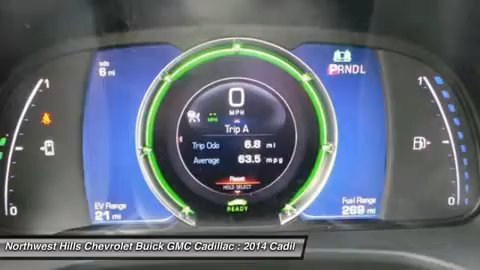 sds
6 mi
1
0
EV Range
21 mi
0
MPH
Trip A
Trip Odo 6.8 mi
Average 63.5 mpg
Reset
HOLD SELECT
READY
PRNDL
1
0
Fuel Range
269 mi
Northwest Hills Chevrolet Buick GMC Cadillac : 2014 Cadil